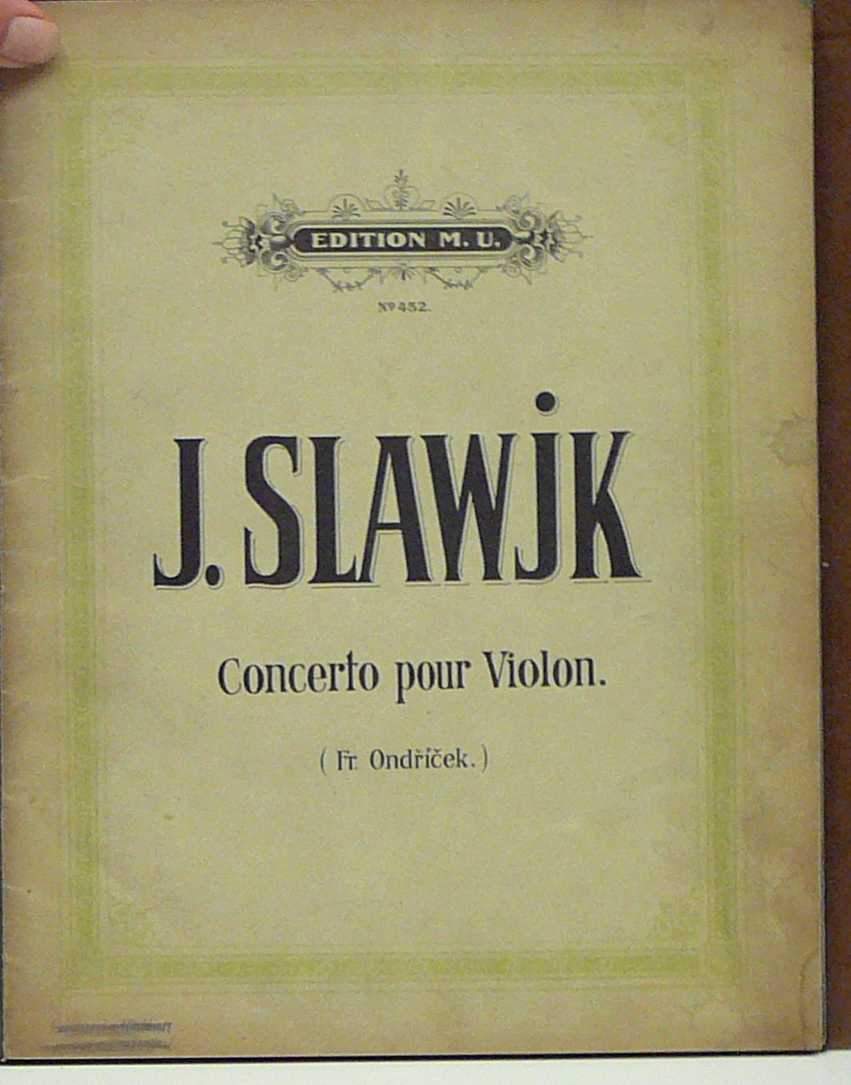 EDITION M. U.
No 452.
J. SLAWjK
Concerto pour Violon.
( Fr. Ondříček. )